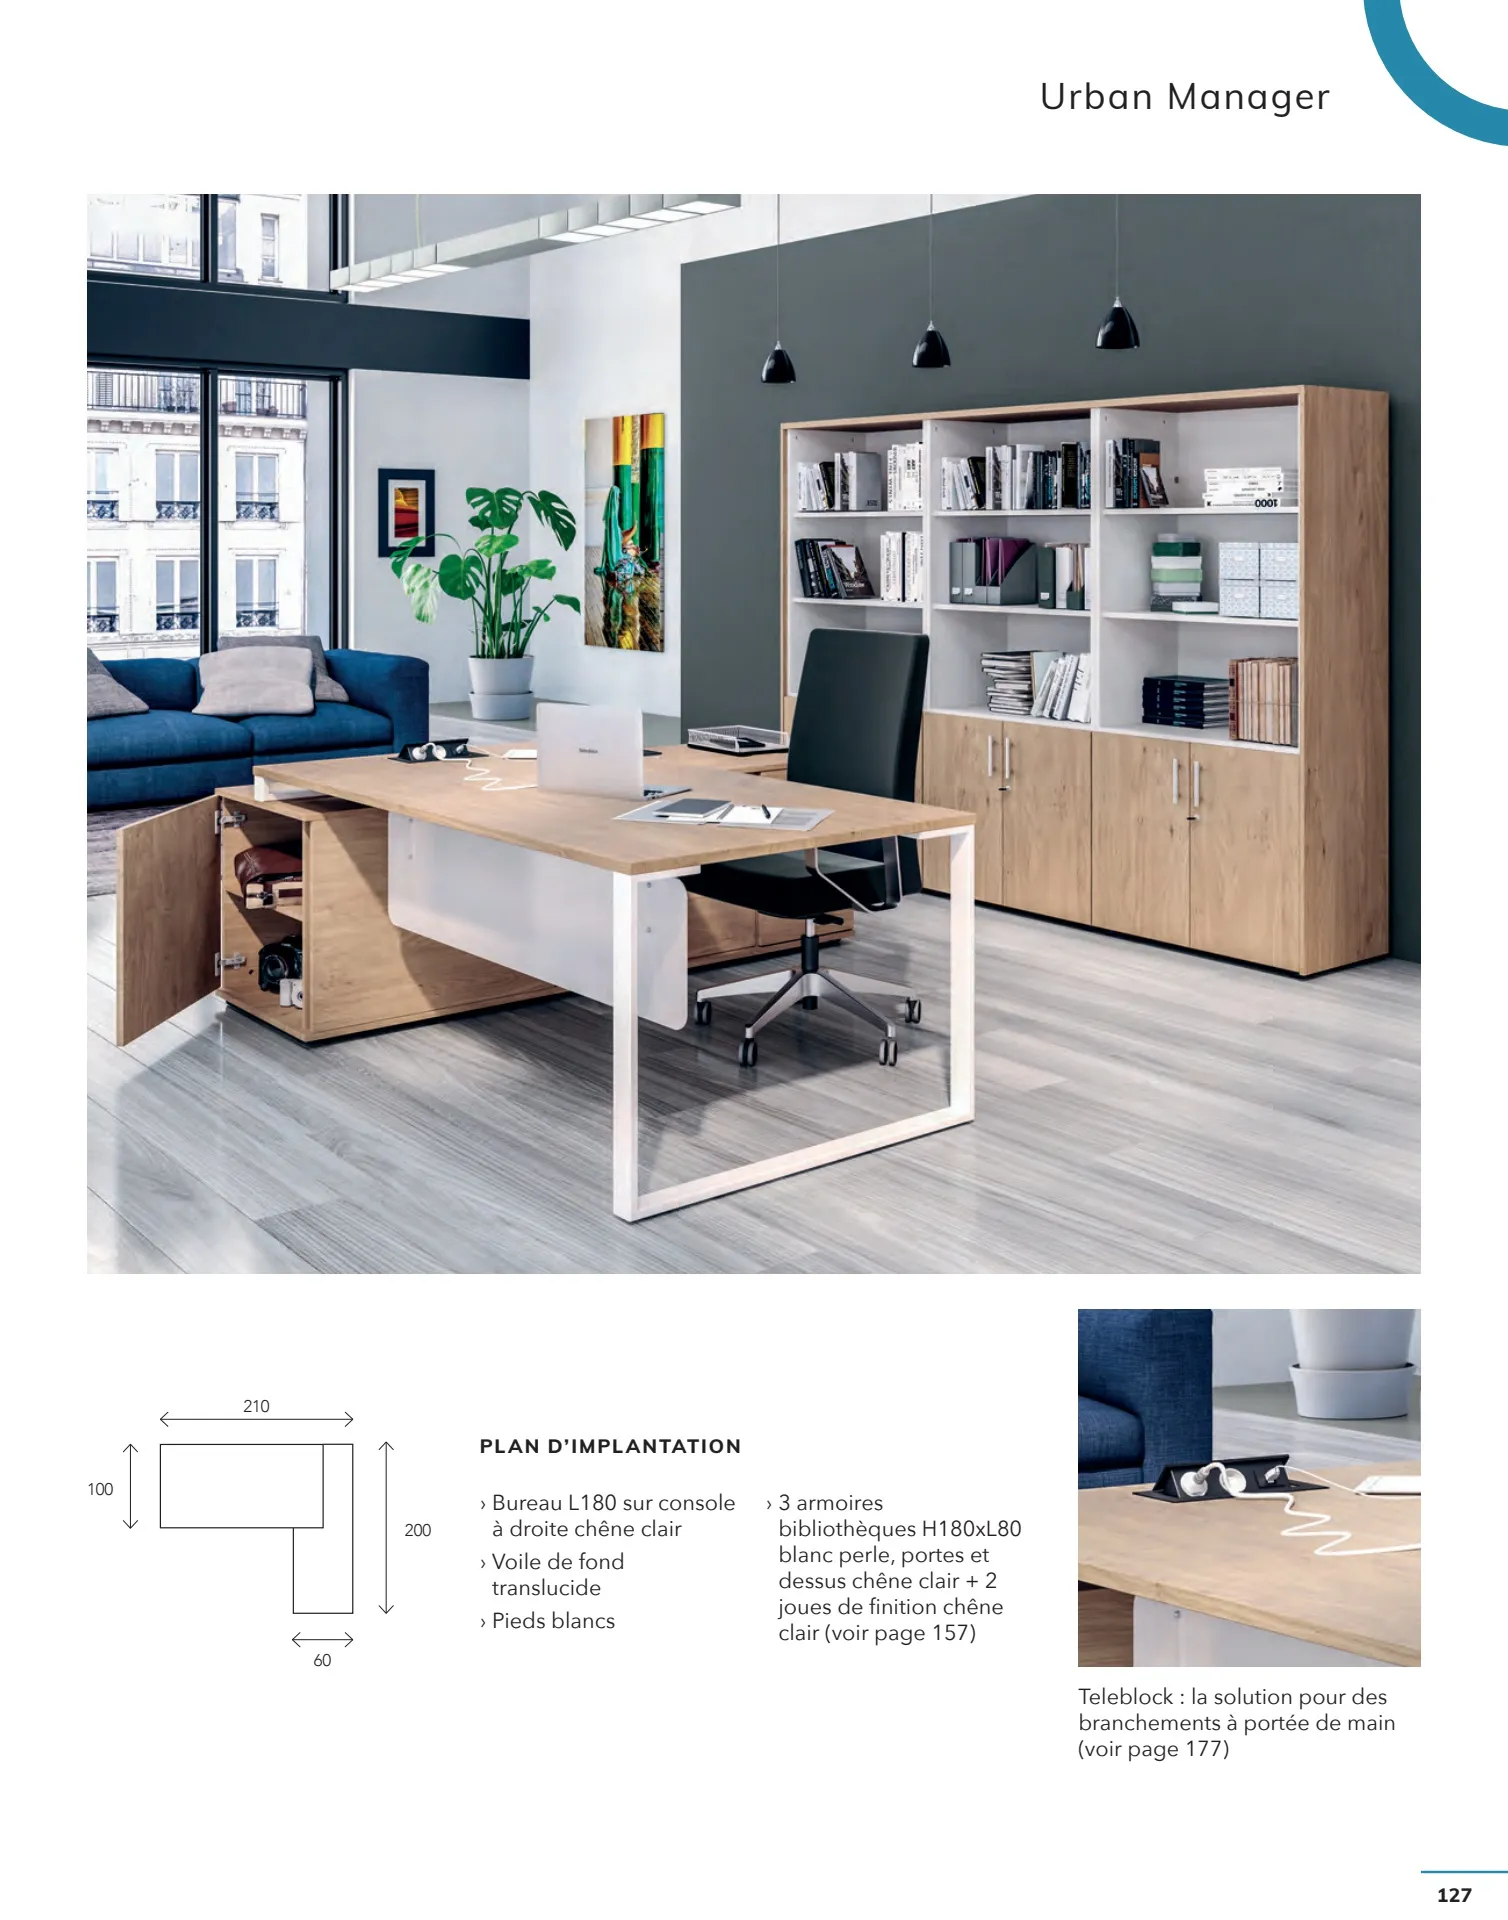 Urban Manager
1000
210
100
200
60
PLAN D’IMPLANTATION
› Bureau L180 sur console
à droite chêne clair
› Voile de fond
translucide
› Pieds blancs
› 3 armoires
bibliothèques H180xL80
blanc perle, portes et
dessus chêne clair + 2
joues de finition chêne
clair (voir page 157)
Teleblock : la solution pour des
branchements à portée de main
(voir page 177)
127